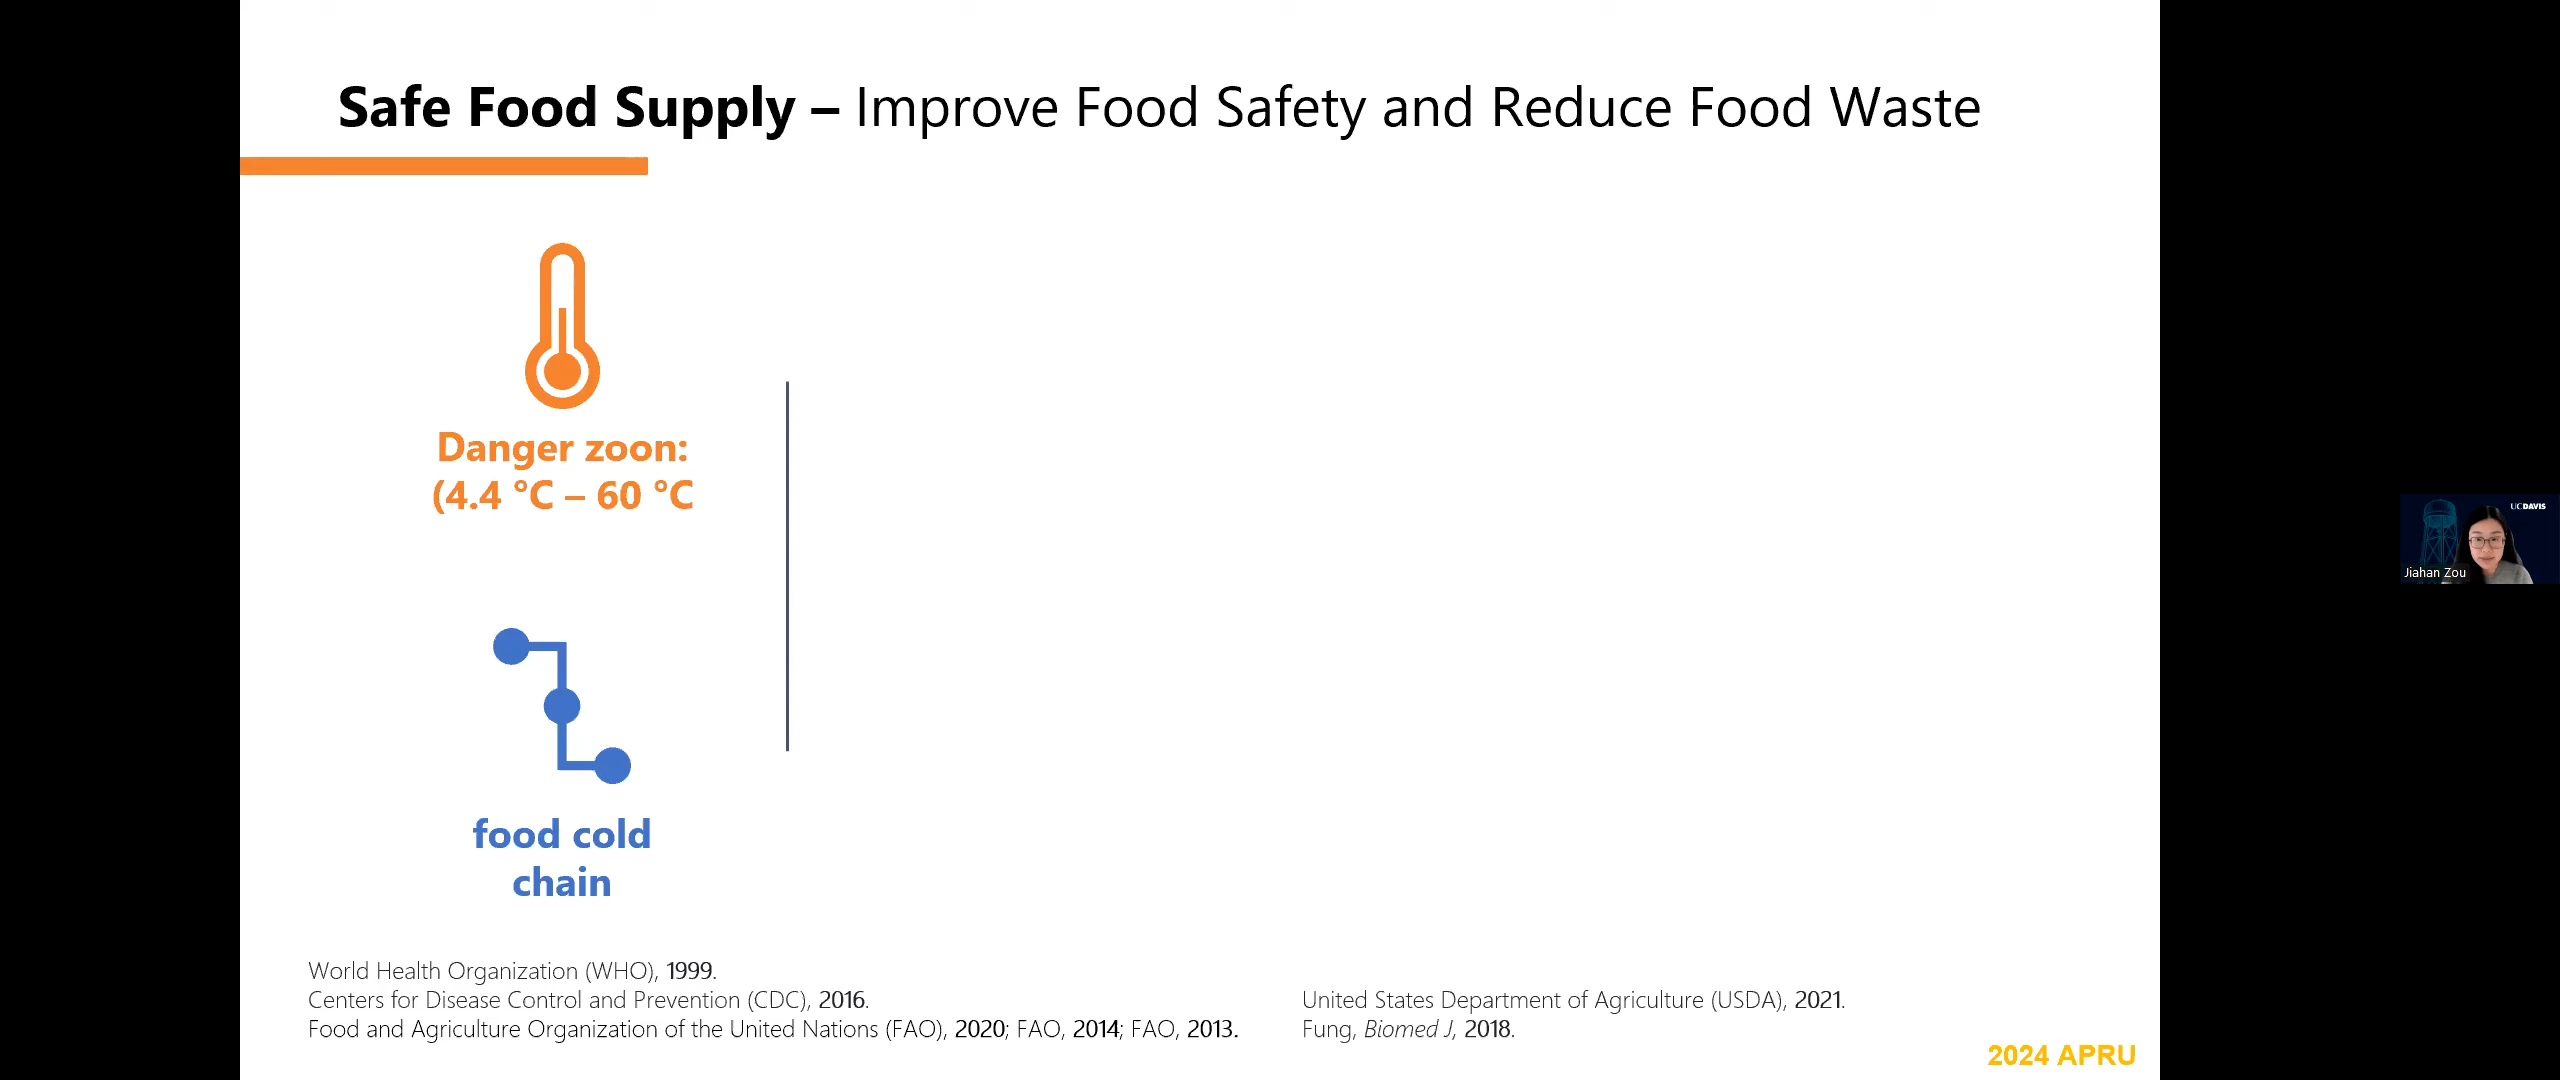 Safe Food Supply – Improve Food Safety and Reduce Food Waste
Danger zoon:
(4.4 °C – 60 °C
food cold
chain
World Health Organization (WHO), 1999.
Centers for Disease Control and Prevention (CDC), 2016.
Food and Agriculture Organization of the United Nations (FAO), 2020; FAO, 2014; FAO, 2013.
United States Department of Agriculture (USDA), 2021.
Fung, Biomed J, 2018.
2024 APRU
UCDAVIS
Jiahan Zou